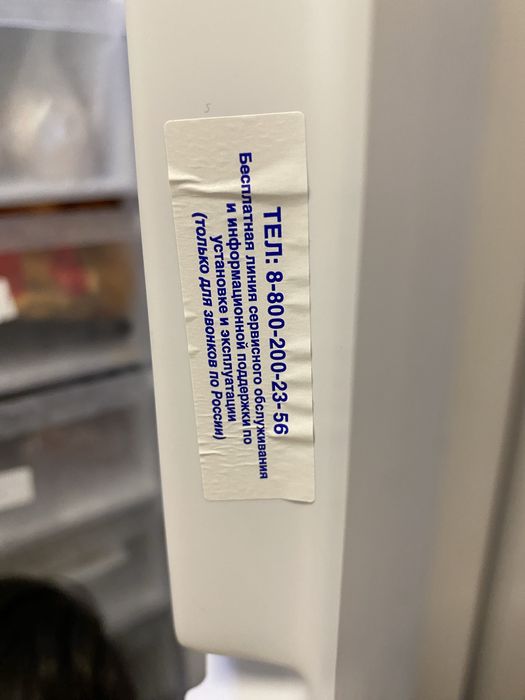 ТЕЛ: 8-800-200-23-56
Бесплатная линия сервисного обслуживания
и информационной поддержки по
установке и эксплуатации
(только для звонков по России)